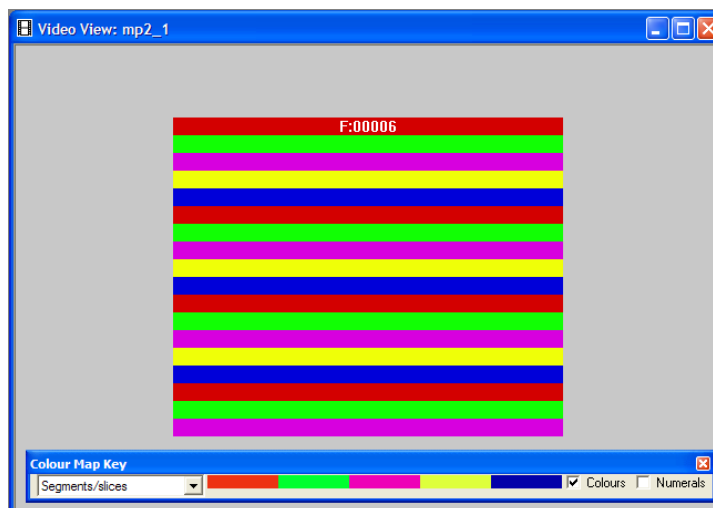 Video View: mp2_1
F:00006
Colour Map Key
Segments/slices Colours Numerals